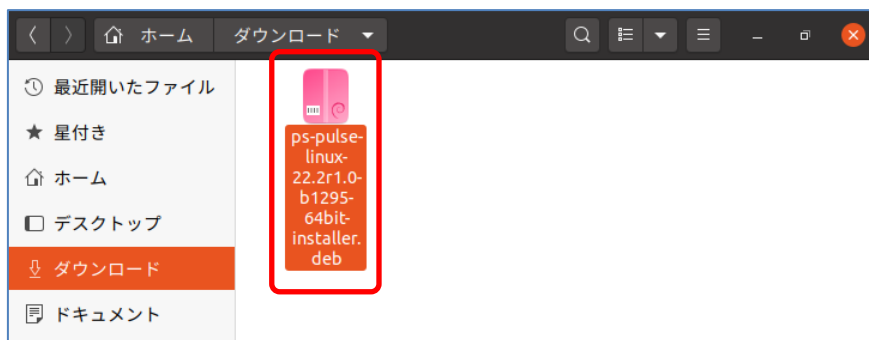 ホーム ダウンロード
最近開いたファイル
星付き
ホーム
デスクトップ
ダウンロード
ドキュメント
ps-pulse-
linux-
22.2r1.0-
b1295-
64bit-
installer.
deb